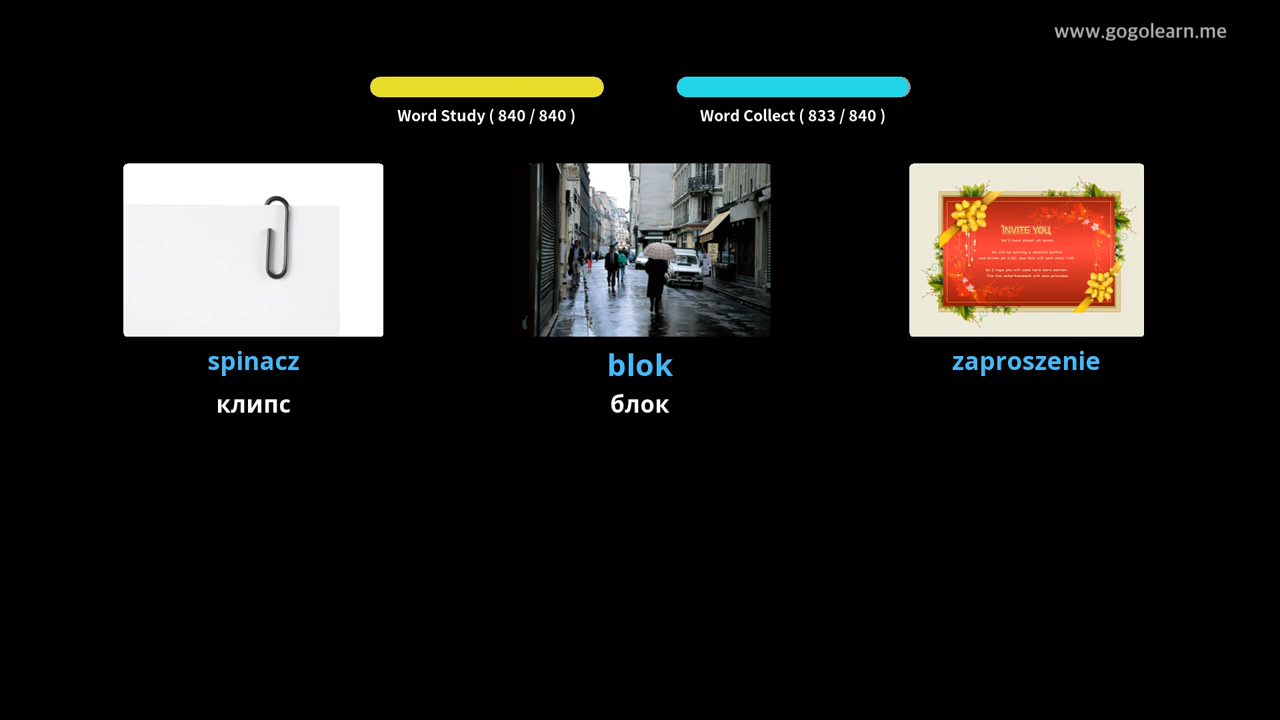 www.gogolearn.me
Word Study ( 840 / 840 )
Word Collect ( 833 / 840 )
INVITE YOU
spinacz
blok
zaproszenie
клипс
блок